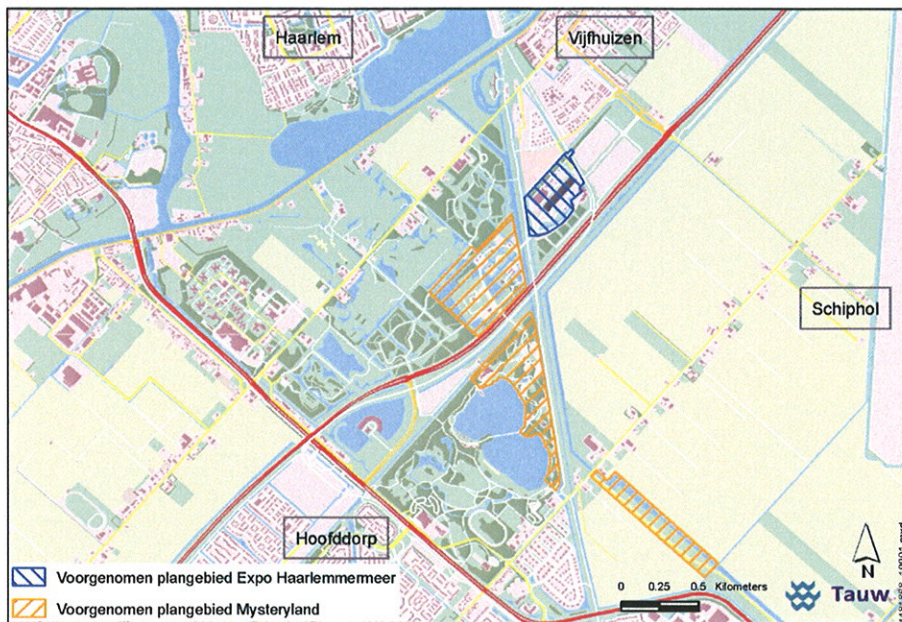 Haarlem
Vijfhuizen
Schiphol
Hoofddorp
Voorgenomen plangebied Expo Haarlemmermeer
Voorgenomen plangebied Mysteryland
0 0.25 0.5 Kilometers
N
Tauw